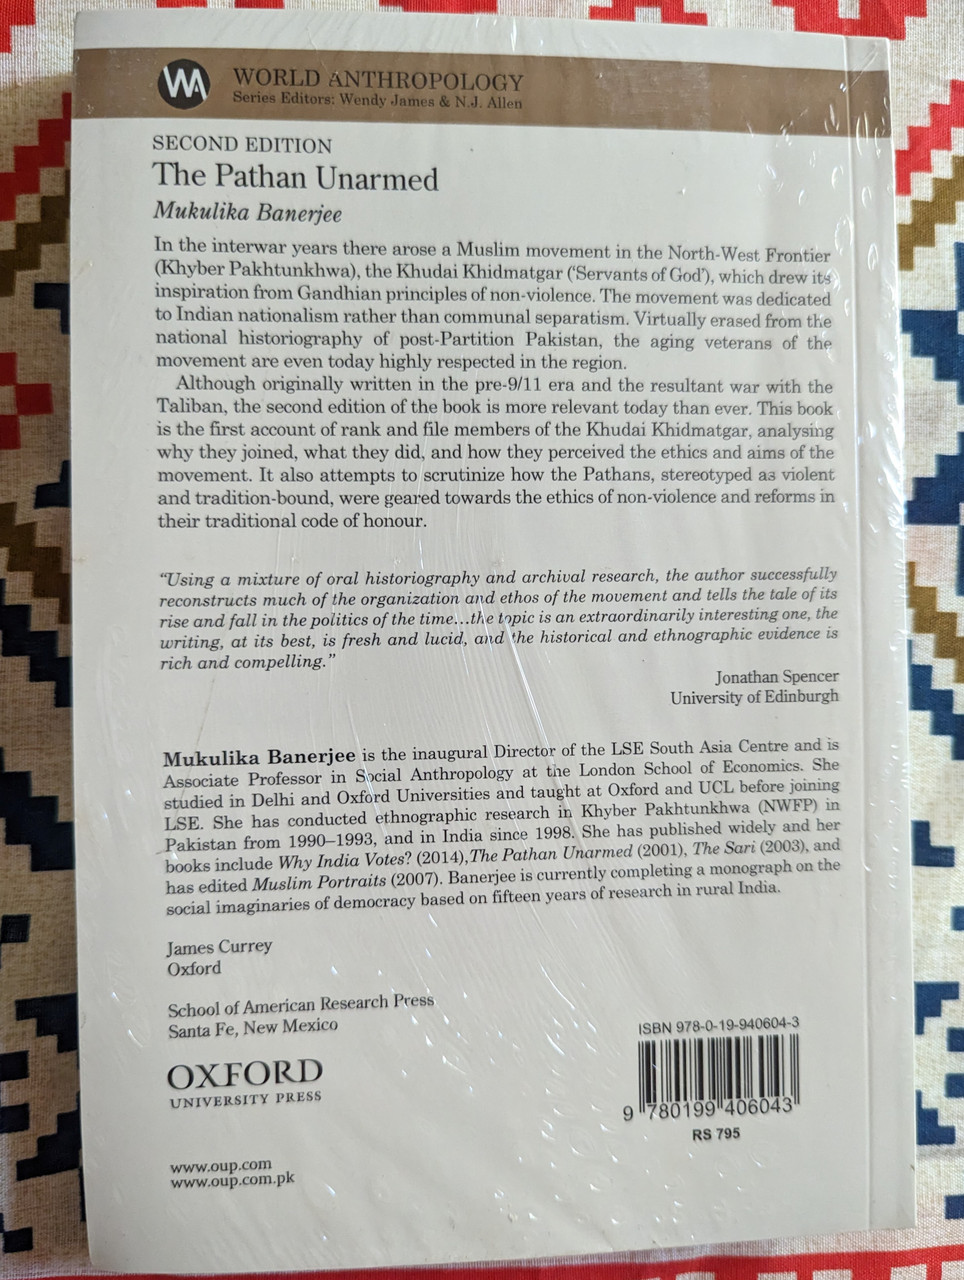 WA
WORLD ANTHROPOLOGY
Series Editors: Wendy James & N.J. Allen
SECOND EDITION
The Pathan Unarmed
Mukulika Banerjee
In the interwar years there arose a Muslim movement in the North-West Frontier
(Khyber Pakhtunkhwa), the Khudai Khidmatgar (‘Servants of God’), which drew its
inspiration from Gandhian principles of non-violence. The movement was dedicated
to Indian nationalism rather than communal separatism. Virtually erased from the
national historiography of post-Partition Pakistan, the aging veterans of the
movement are even today highly respected in the region.
Although originally written in the pre-9/11 era and the resultant war with the
Taliban, the second edition of the book is more relevant today than ever. This book
is the first account of rank and file members of the Khudai Khidmatgar, analysing
why they joined, what they did, and how they perceived the ethics and aims of the
movement. It also attempts to scrutinize how the Pathans, stereotyped as violent
and tradition-bound, were geared towards the ethics of non-violence and reforms in
their traditional code of honour.
“Using a mixture of oral historiography and archival research, the author successfully
reconstructs much of the organization and ethos of the movement and tells the tale of its
rise and fall in the politics of the time...the topic is an extraordinarily interesting one, the
writing, at its best, is fresh and lucid, and the historical and ethnographic evidence is
rich and compelling.”
Jonathan Spencer
University of Edinburgh
Mukulika Banerjee is the inaugural Director of the LSE South Asia Centre and is
Associate Professor in Social Anthropology at the London School of Economics. She
studied in Delhi and Oxford Universities and taught at Oxford and UCL before joining
LSE. She has conducted ethnographic research in Khyber Pakhtunkhwa (NWFP) in
Pakistan from 1990–1993, and in India since 1998. She has published widely and her
books include Why India Votes? (2014),The Pathan Unarmed (2001), The Sari (2003), and
has edited Muslim Portraits (2007). Banerjee is currently completing a monograph on the
social imaginaries of democracy based on fifteen years of research in rural India.
James Currey
Oxford
School of American Research Press
Santa Fe, New Mexico
OXFORD
UNIVERSITY PRESS
www.oup.com
www.oup.com.pk
ISBN 978-0-19-940604-3
9 780199 406043
RS 795